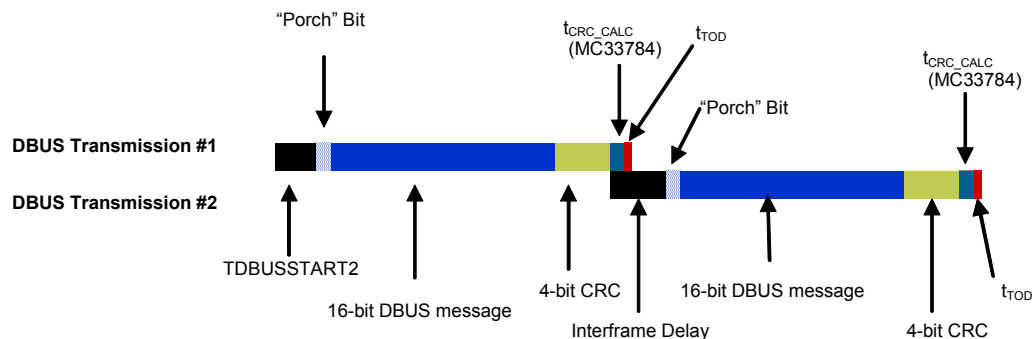 “Porch” Bit
tCRC_CALC
(MC33784)
tTOD
tCRC_CALC
(MC33784)
“Porch” Bit
DBUS Transmission #1
DBUS Transmission #2
TDBUSSTART2
16-bit DBUS message
4-bit CRC
Interframe Delay
16-bit DBUS message
4-bit CRC
tTOD